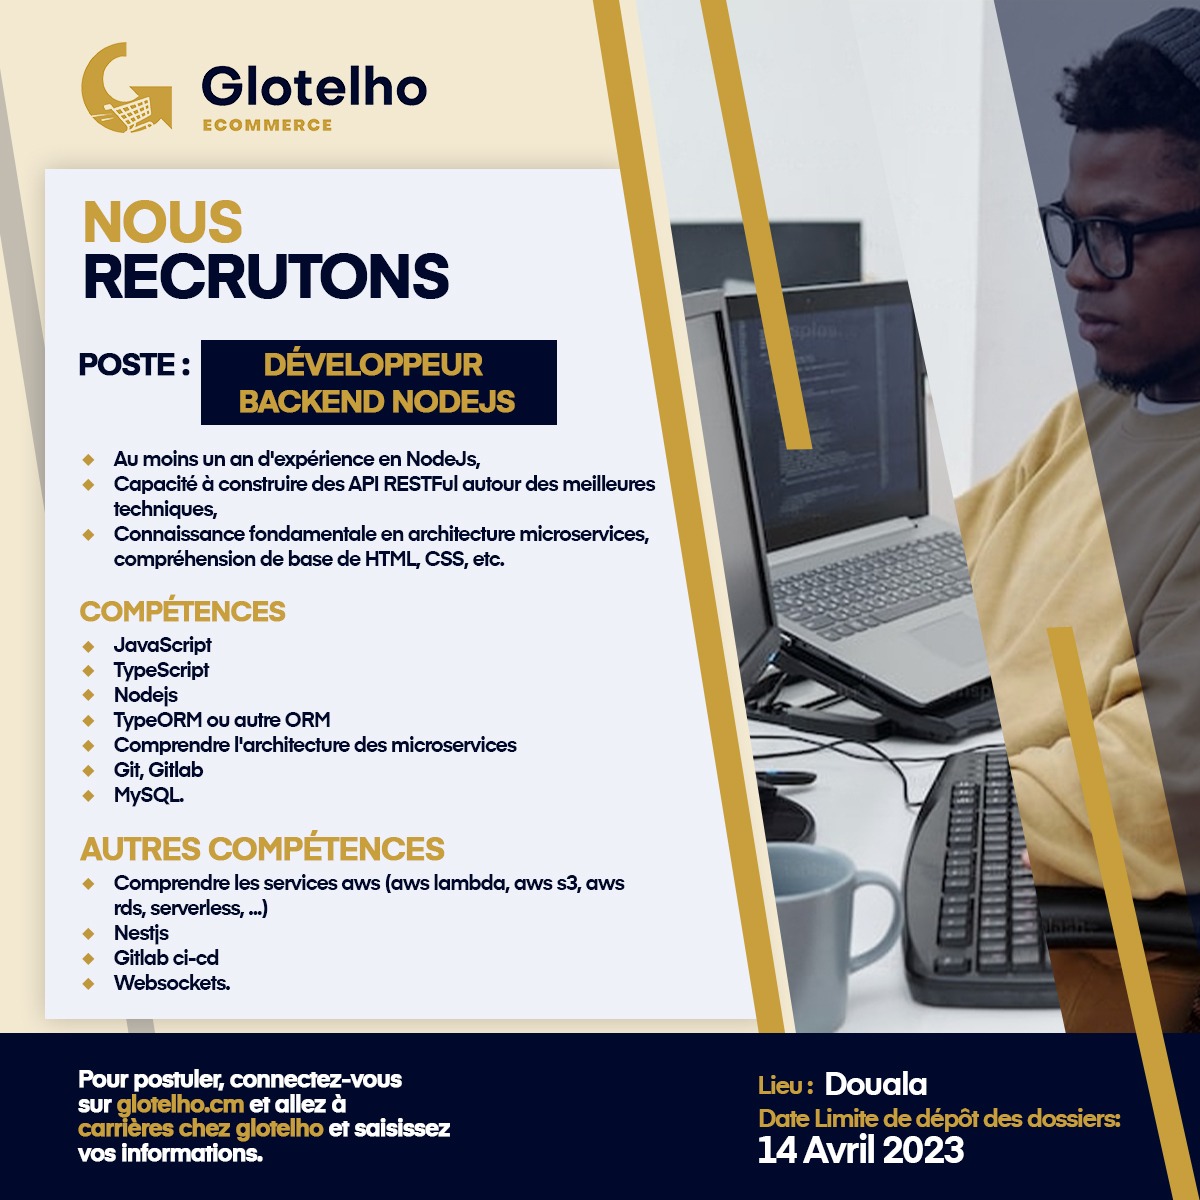 Glotelho
ECOMMERCE
NOUS
RECRUTONS
POSTE :
DÉVELOPPEUR
BACKEND NODEJS
Au moins un an d'expérience en NodeJs,
Capacité à construire des API RESTFul autour des meilleures
techniques,
Connaissance fondamentale en architecture microservices,
compréhension de base de HTML, CSS, etc.
COMPÉTENCES
JavaScript
TypeScript
Nodejs
TypeORM ou autre ORM
Comprendre l'architecture des microservices
Git, Gitlab
MySQL.
AUTRES COMPÉTENCES
Comprendre les services aws (aws lambda, aws s3, aws
rds, serverless, ...)
Nestjs
Gitlab ci-cd
Websockets.
Pour postuler, connectez-vous
sur glotelho.cm et allez à
carrières chez glotelho et saisissez
vos informations.
Lieu : Douala
Date Limite de dépôt des dossiers:
14 Avril 2023